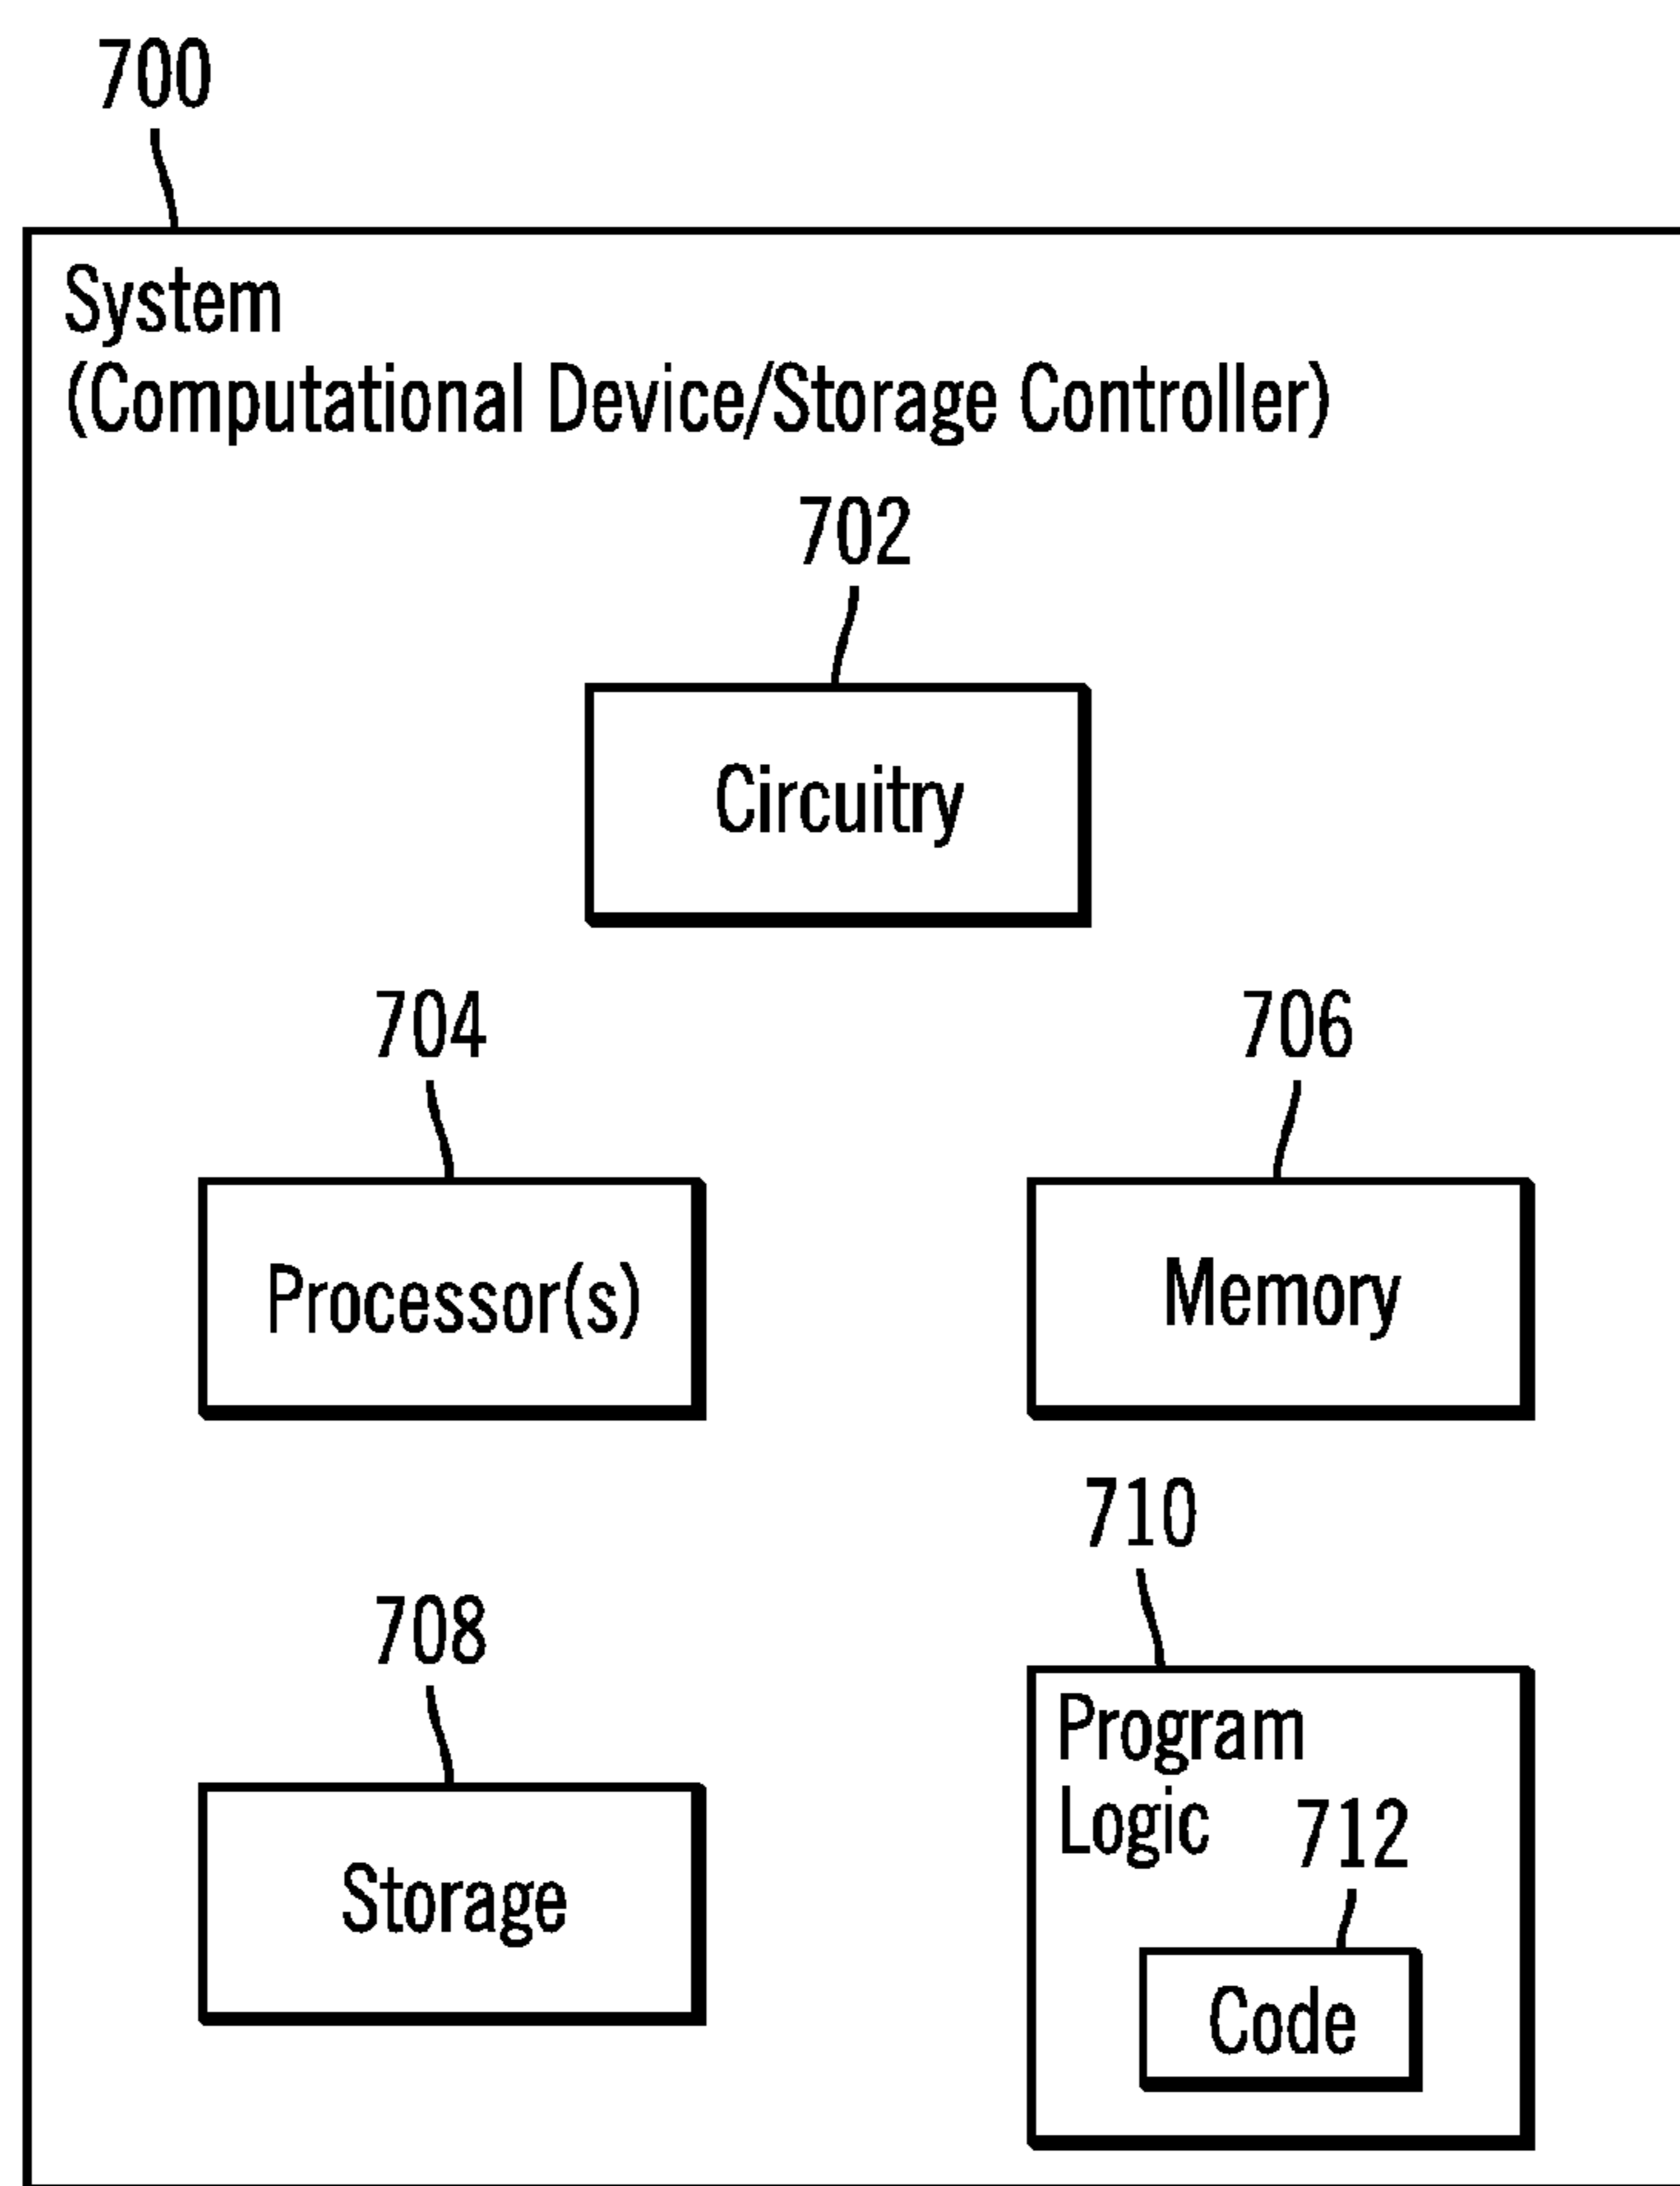 700
System
(Computational Device/Storage Controller)
702
Circuitry
704
706
Processor(s)
Memory
710
708
Program
Logic
712
Storage
Code